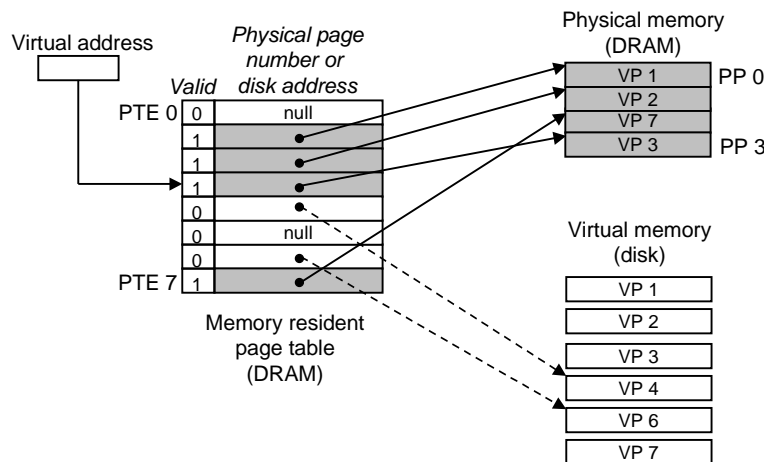 Virtual address
Physical page
number or
disk address
Valid
PTE 0
0
null
1
1
1
0
0
null
0
PTE 7
1
Memory resident
page table
(DRAM)
Physical memory
(DRAM)
VP 1
PP 0
VP 2
VP 7
VP 3
PP 3
Virtual memory
(disk)
VP 1
VP 2
VP 3
VP 4
VP 6
VP 7